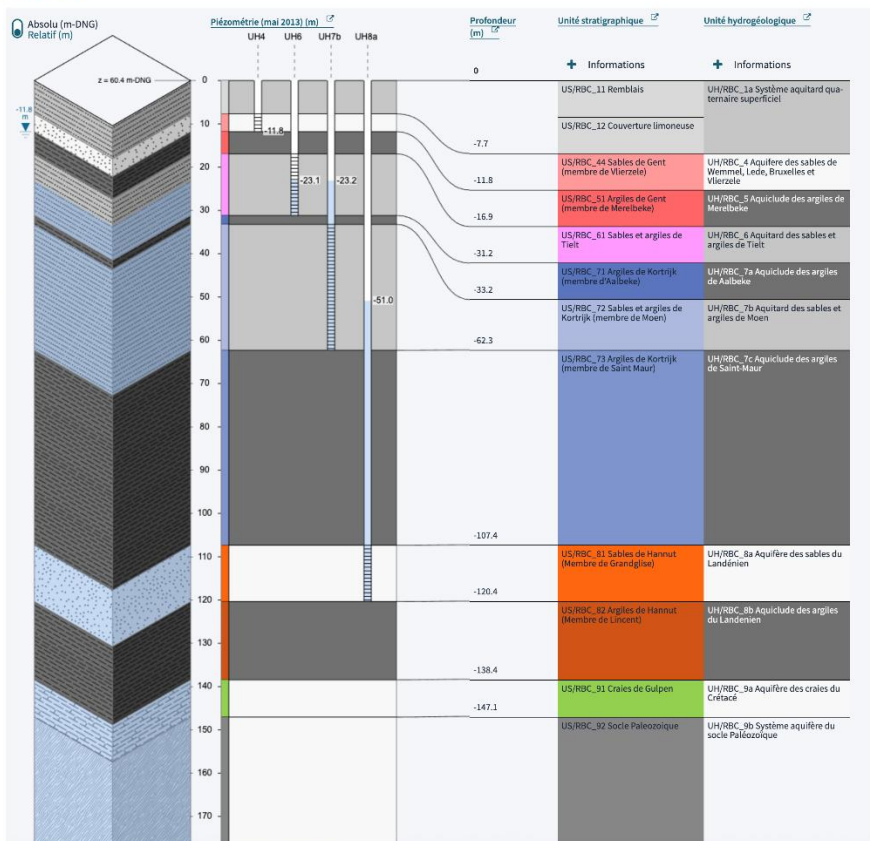 Absolu (m-DNG)
Relatif (m)
Piézométrie (mai 2013) (m)
UH4 UH6 UH7b UH8a
Profondeur
(m)
Unité stratigraphique
Unité hydrogéologique
+ Informations
+ Informations
z = 60.4 m-DNG
-11.8
m
0
10
20
30
40
50
60
70
80
90
100
110
120
130
140
150
160
170
-11.8
-23.1
-23.2
-51.0
0
-7.7
-11.8
-16.9
-31.2
-33.2
-62.3
-107.4
-120.4
-138.4
-147.1
US/RBC_11 Remblais
US/RBC_12 Couverture limoneuse
US/RBC_44 Sables de Gent
(membre de Vlierzele)
US/RBC_51 Argiles de Gent
(membre de Merelbeke)
US/RBC_61 Sables et argiles de
Tielt
US/RBC_71 Argiles de Kortrijk
(membre d'Aalbeke)
US/RBC_72 Sables et argiles de
Kortrijk (membre de Moen)
US/RBC_73 Argiles de Kortrijk
(membre de Saint Maur)
US/RBC_81 Sables de Hannut
(Membre de Grandglise)
US/RBC_82 Argiles de Hannut
(Membre de Lincent)
US/RBC_91 Craies de Gulpen
US/RBC_92 Socle Paleozoique
UH/RBC_1a Système aquitard qua-
ternaire superficiel
UH/RBC_4 Aquifere des sables de
Wemmel, Lede, Bruxelles et
Vlierzele
UH/RBC_5 Aquiclude des argiles de
Merelbeke
UH/RBC_6 Aquitard des sables et
argiles de Tielt
UH/RBC_7a Aquiclude des argiles
de Aalbeke
UH/RBC_7b Aquitard des sables et
argiles de Moen
UH/RBC_7c Aquiclude des argiles
de Saint-Maur
UH/RBC_8a Aquifère des sables du
Landénien
UH/RBC_8b Aquiclude des argiles
du Landenien
UH/RBC_9a Aquifère des craies du
Crétacé
UH/RBC_9b Système aquifère du
socle Paléozoïque